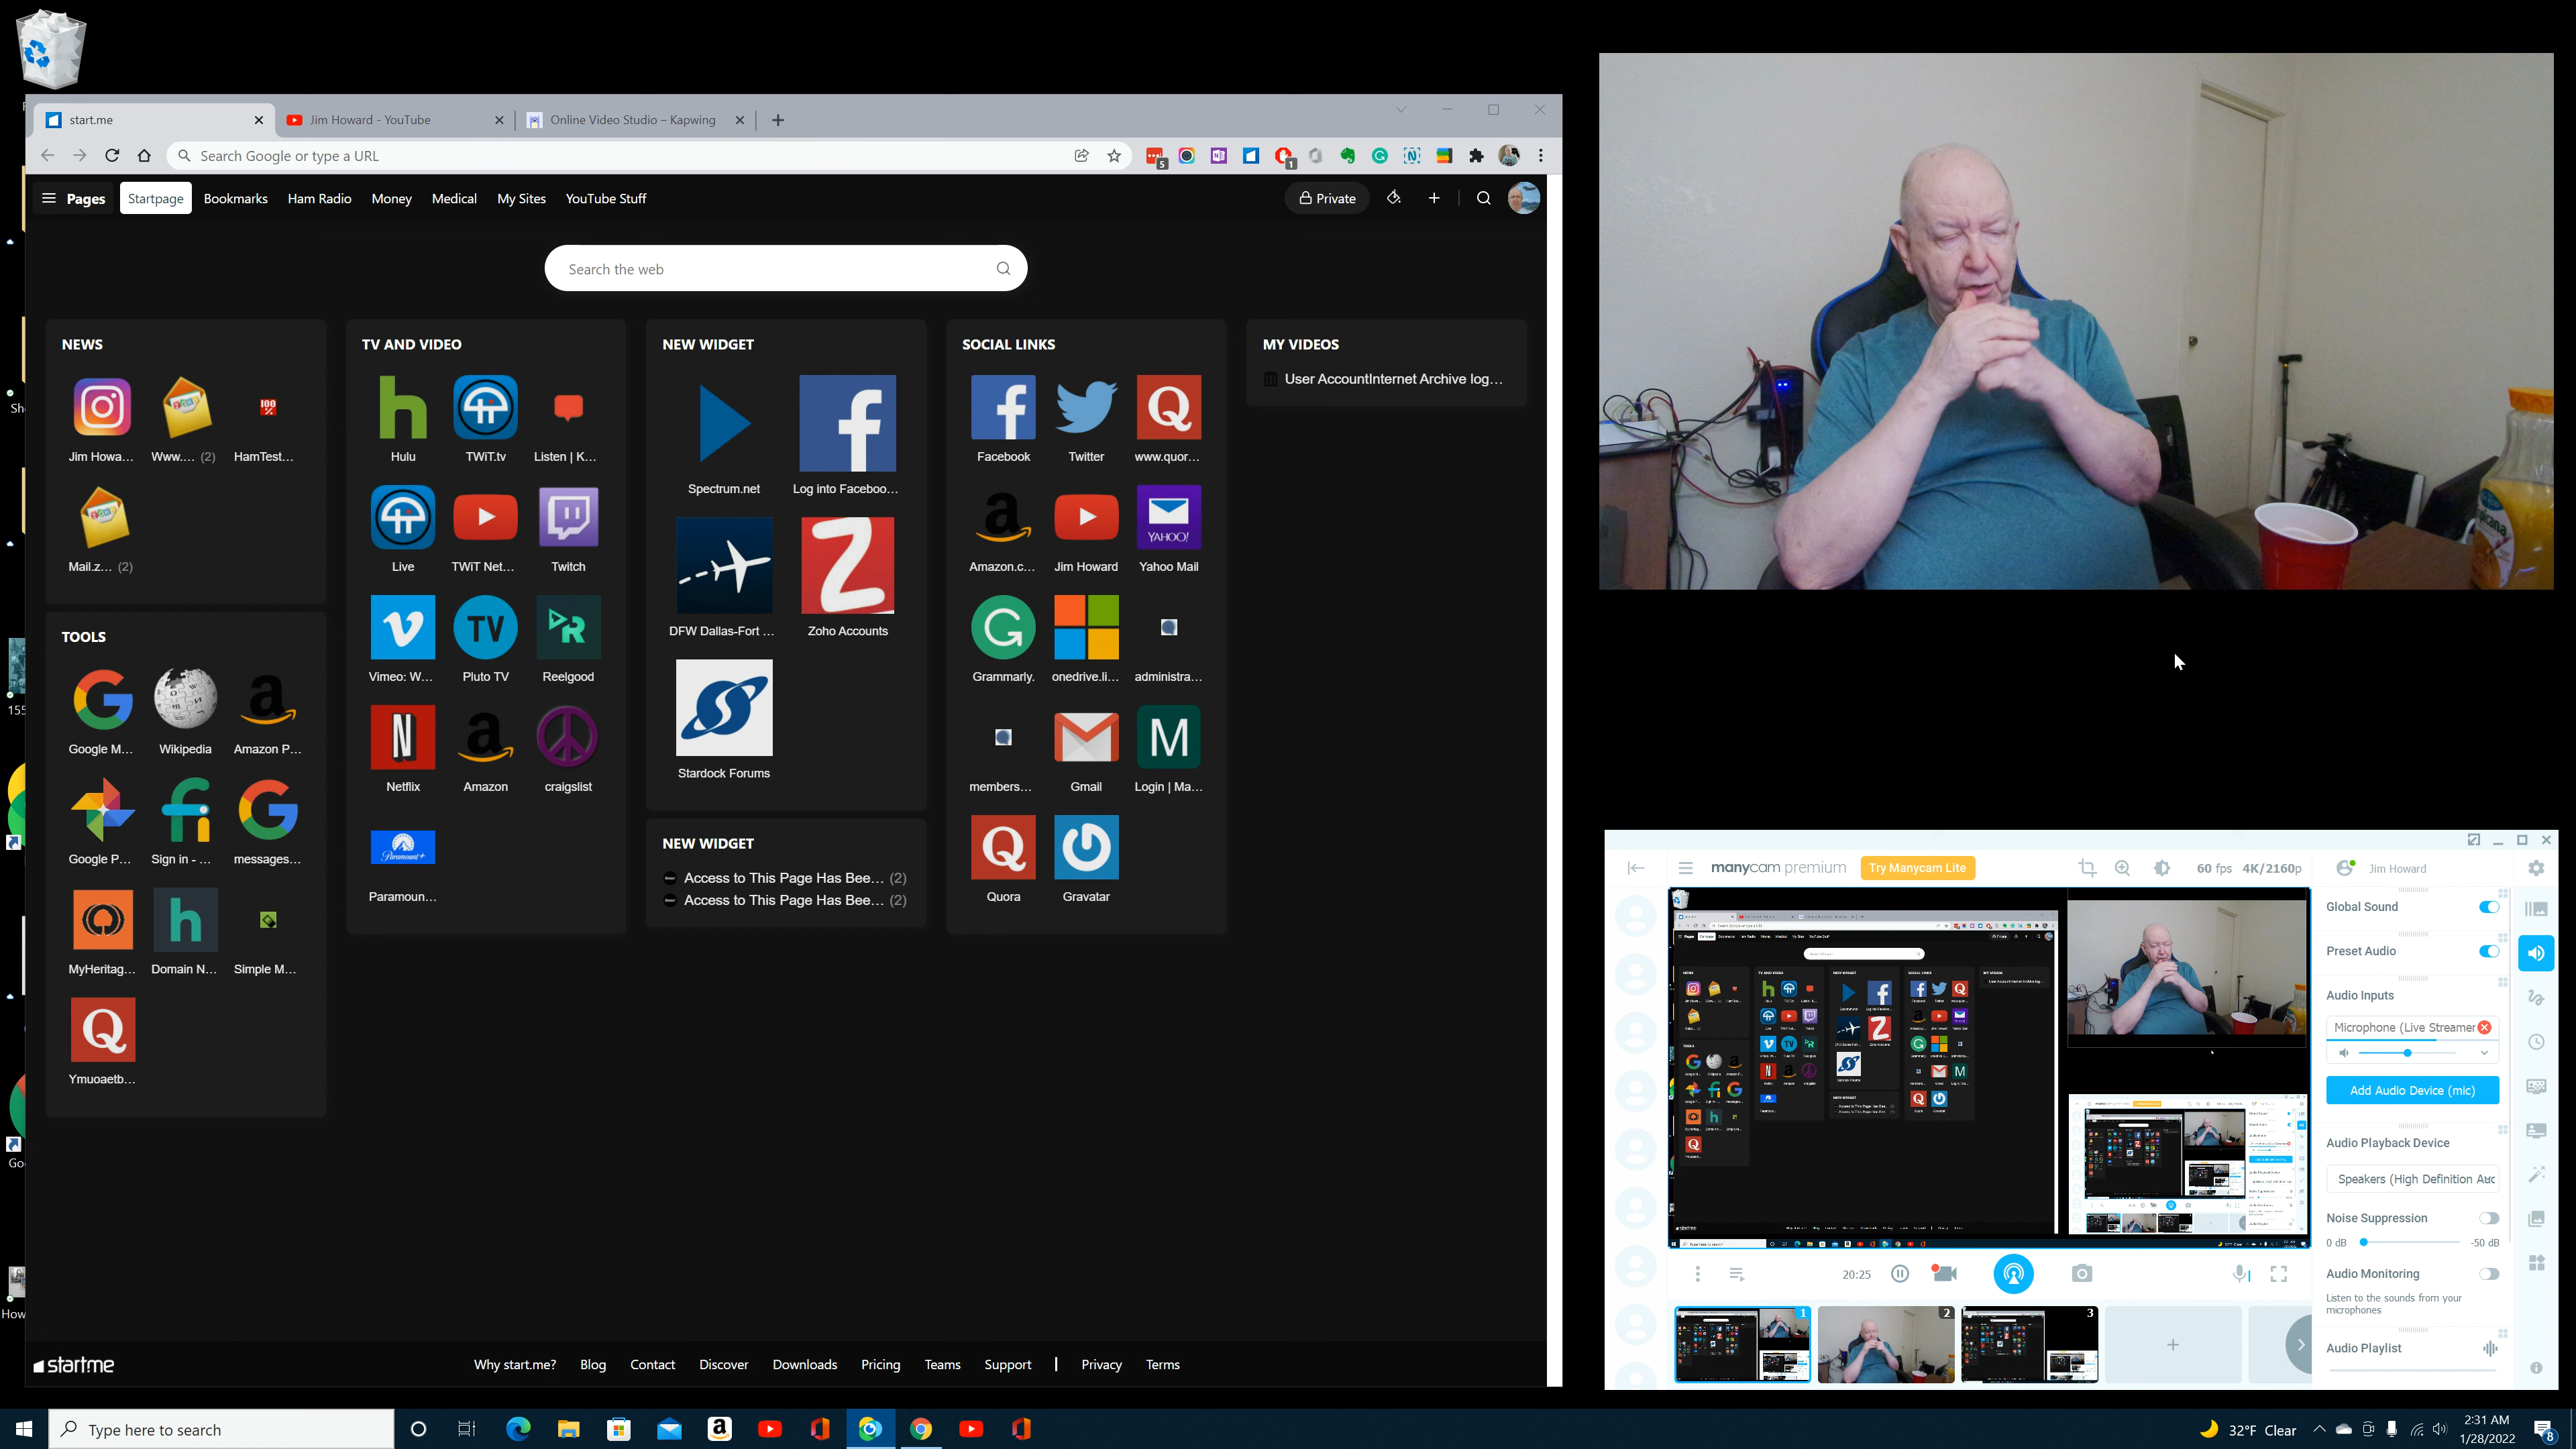 start.me
Jim Howard - YouTube
Online Video Studio – Kapwing
Search Google or type a URL
5
1
Pages
Startpage
Bookmarks
Ham Radio
Money
Medical
My Sites
YouTube Stuff
Private
Search the web
NEWS
Jim Howa...
Www.... (2)
HamTest...
Mail.z... (2)
TOOLS
Google M...
Wikipedia
Amazon P...
Google P...
Sign in - ...
messages...
MyHeritag...
Domain N...
Simple M...
Ymuoaetb...
TV AND VIDEO
Hulu
TWiT.tv
Listen | K...
Live
TWiT Net...
Twitch
Vimeo: W...
Pluto TV
Reelgood
Netflix
Amazon
craigslist
Paramoun...
NEW WIDGET
Spectrum.net
Log into Faceboo...
DFW Dallas-Fort ...
Zoho Accounts
Stardock Forums
NEW WIDGET
Access to This Page Has Bee... (2)
Access to This Page Has Bee... (2)
SOCIAL LINKS
Facebook
Twitter
www.quor...
Amazon.c...
Jim Howard
Yahoo Mail
Grammarly.
onedrive.li...
administra...
members...
Gmail
Login | Ma...
Quora
Gravatar
MY VIDEOS
User AccountInternet Archive log...
startme
Why start.me?
Blog
Contact
Discover
Downloads
Pricing
Teams
Support
Privacy
Terms
manycam premium
Try Manycam Lite
60 fps
4K/2160p
Jim Howard
Global Sound
Preset Audio
Audio Inputs
Microphone (Live Streamer
Add Audio Device (mic)
Audio Playback Device
Speakers (High Definition Auc
Noise Suppression
0 dB
-50 dB
Audio Monitoring
Listen to the sounds from your
microphones
Audio Playlist
20:25
1
2
3
Type here to search
32°F Clear
2:31 AM
1/28/2022
8